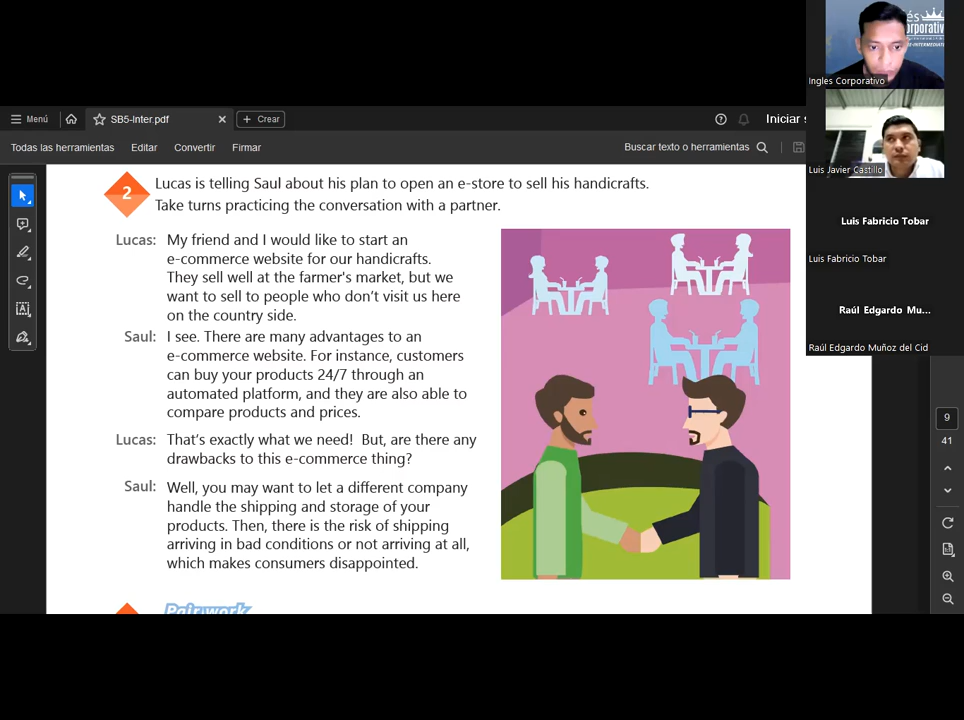 és
orporativ
E-INTERMEDIATE
Ingles Corporativo
Menú
SB5-Inter.pdf
Crear
Iniciar s
Luis Javier Castillo
Todas las herramientas
Editar
Convertir
Firmar
Buscar texto o herramientas
2
Lucas is telling Saul about his plan to open an e-store to sell his handicrafts.
Take turns practicing the conversation with a partner.
Luis Fabricio Tobar
Luis Fabricio Tobar
Raúl Edgardo Mu...
Raúl Edgardo Muñoz del Cid
Lucas: My friend and I would like to start an
e-commerce website for our handicrafts.
They sell well at the farmer's market, but we
want to sell to people who don't visit us here
on the country side.
Saul: I see. There are many advantages to an
e-commerce website. For instance, customers
can buy your products 24/7 through an
automated platform, and they are also able to
compare products and prices.
Lucas: That's exactly what we need! But, are there any
drawbacks to this e-commerce thing?
Saul: Well, you may want to let a different company
handle the shipping and storage of your
products. Then, there is the risk of shipping
arriving in bad conditions or not arriving at all,
which makes consumers disappointed.
Pair work
9
41